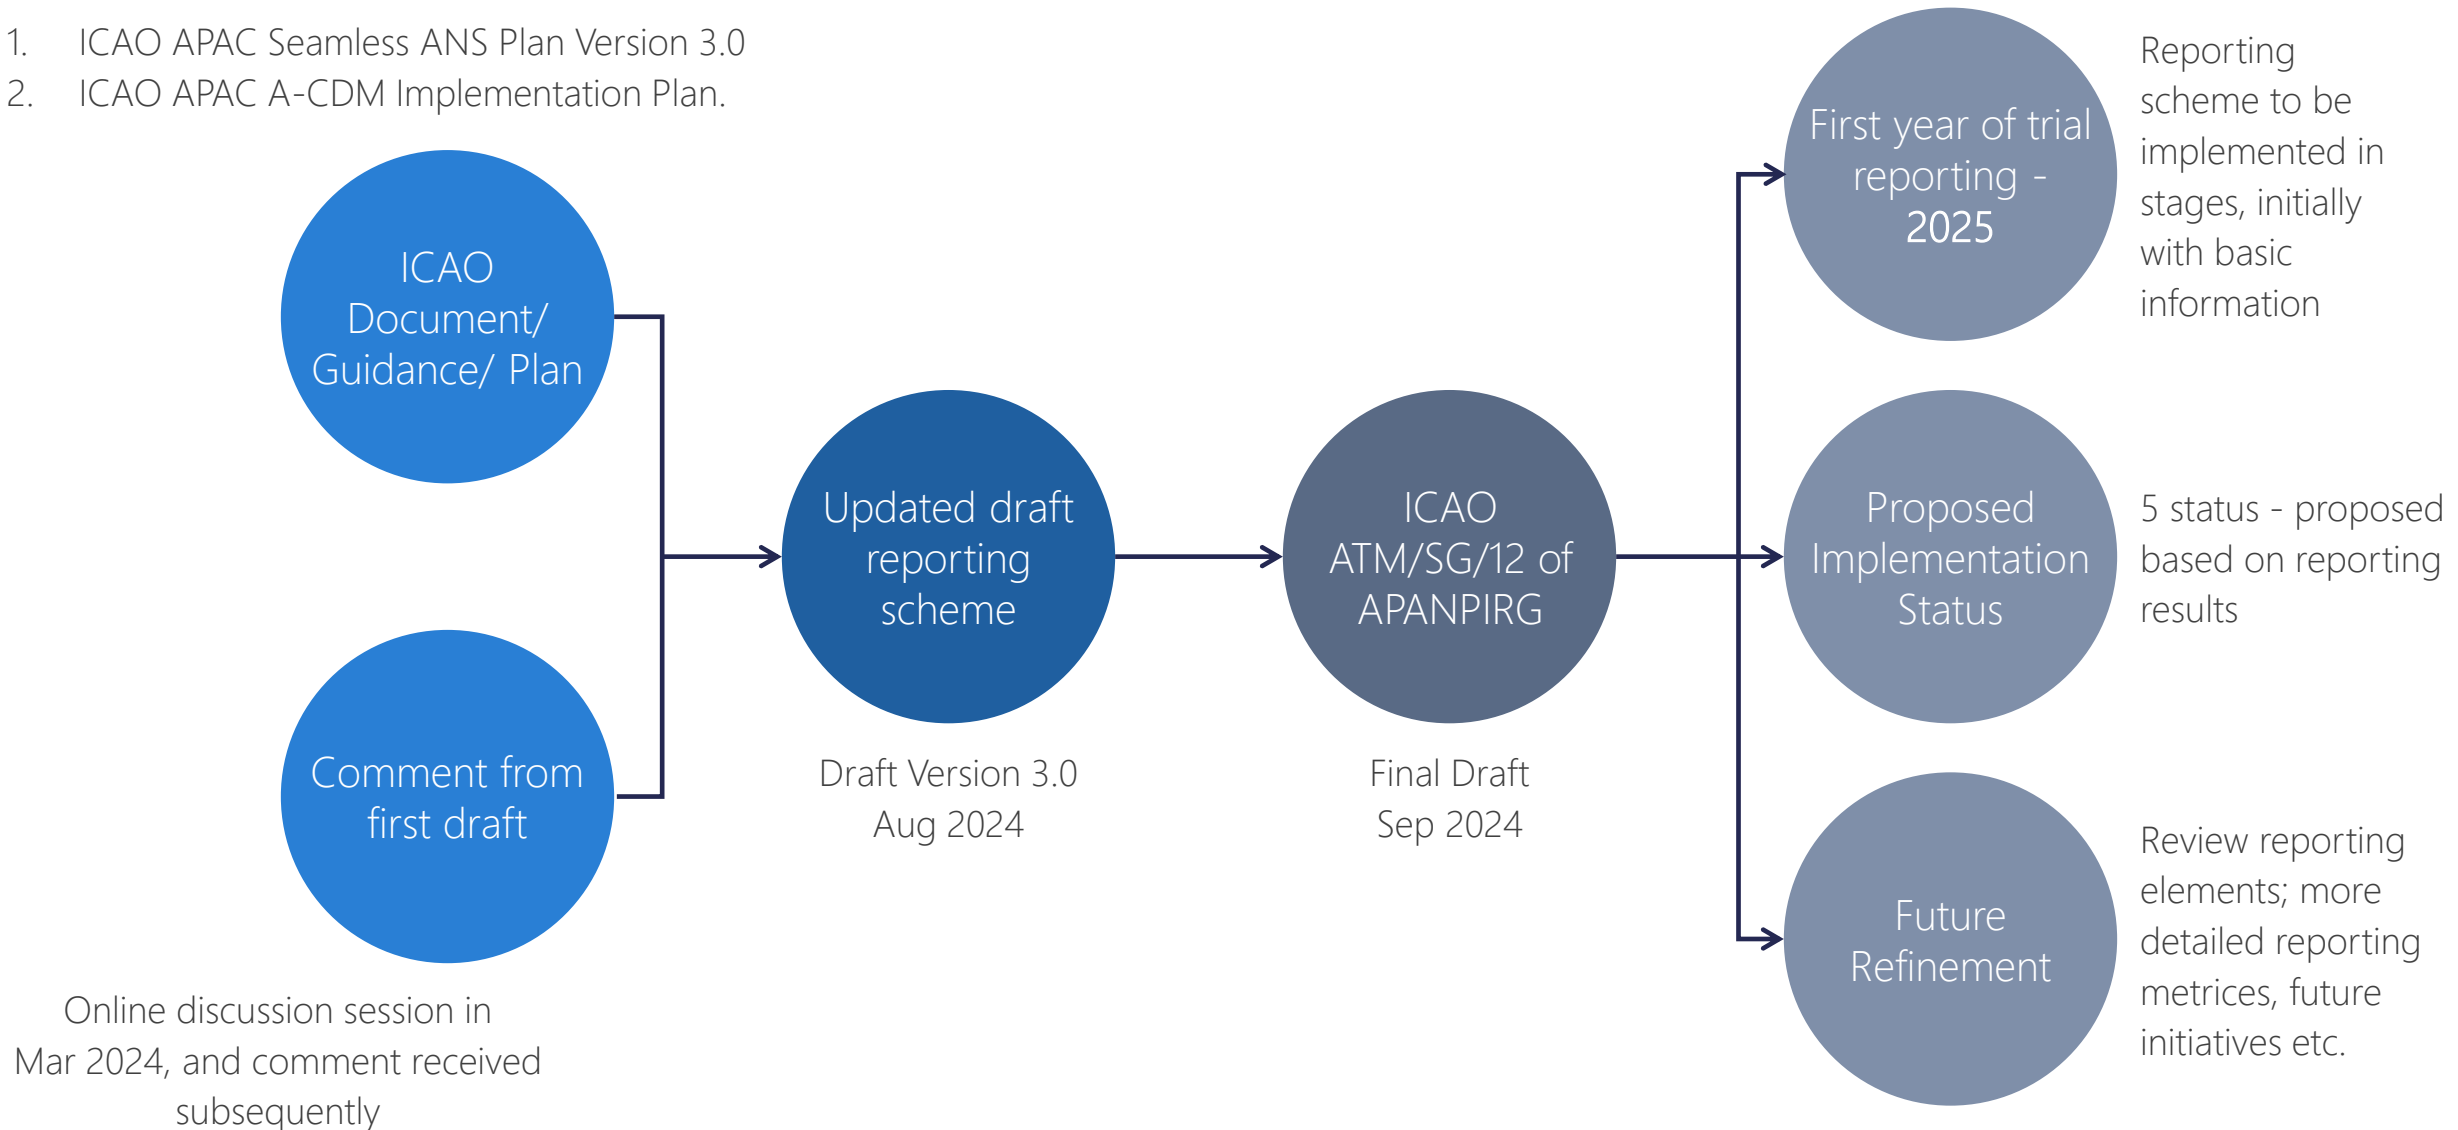 1. ICAO APAC Seamless ANS Plan Version 3.0
2. ICAO APAC A-CDM Implementation Plan.
ICAO
Document/
Guidance/ Plan
Comment from
first draft
Online discussion session in
Mar 2024, and comment received
subsequently
Updated draft
reporting
scheme
Draft Version 3.0
Aug 2024
ICAO
ATM/SG/12 of
APANPIRG
Final Draft
Sep 2024
First year of trial
reporting -
2025
Reporting
scheme to be
implemented in
stages, initially
with basic
information
Proposed
Implementation
Status
5 status - proposed
based on reporting
results
Future
Refinement
Review reporting
elements; more
detailed reporting
metrices, future
initiatives etc.